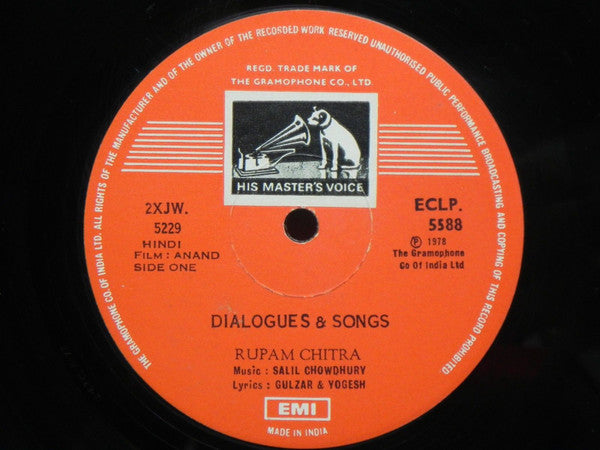 THE GRAMOPHONE CO OF INDIA LTD. ALL RIGHTS OF THE MANUFACTURER AND OF THE OWNER OF THE RECORDED WORK RESERVED UNAUTHORISED PUBLIC PERFORMANCE BROADCASTING AND COPYING OF THIS RECORD PROHIBITED
REGD. TRADE MARK OF
THE GRAMOPHONE CO., LTD.
HIS MASTER'S VOICE
2XJW.
5229
HINDI
FILM : ANAND
SIDE ONE
ECLP.
5588
Ⓟ 1978
The Gramophone
Co Of India Ltd
DIALOGUES & SONGS
RUPAM CHITRA
Music : SALIL CHOWDHURY
Lyrics : GULZAR & YOGESH
EMI
MADE IN INDIA